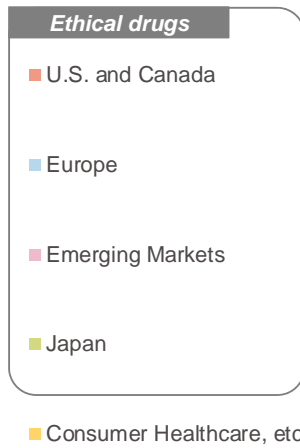 Ethical drugs
U.S. and Canada
Europe
Emerging Markets
Japan
Consumer Healthcare, etc